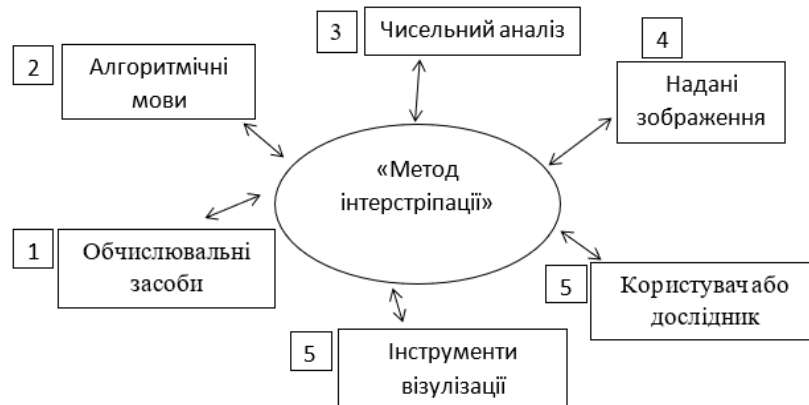 3
Чисельний аналіз
4
2
Алгоритмічні
мови
Надані
зображення
«Метод
інтерстріпації»
1
Обчислювальні
засоби
5
Користувач або
дослідник
5
Інструменти
візулізації